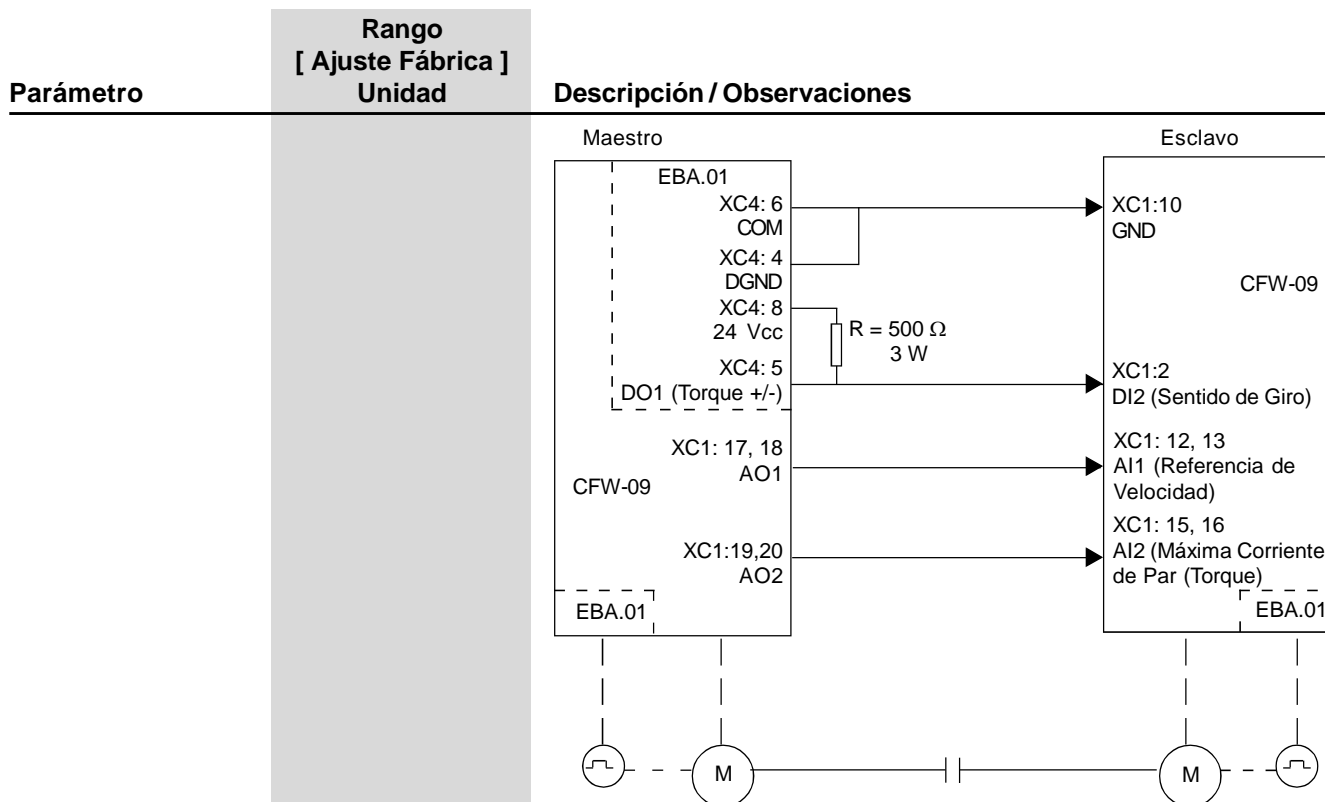 Rango
[ Ajuste Fábrica ]
Parámetro Unidad Descripción / Observaciones
Maestro
Esclavo
EBA.01
XC4: 6
COM
XC4: 4
DGND
XC4: 8
24 Vcc
XC4: 5
DO1 (Torque +/-)
R = 500 Ω
3 W
XC1: 17, 18
AO1
CFW-09
XC1:19,20
AO2
EBA.01
XC1:10
GND
CFW-09
XC1:2
DI2 (Sentido de Giro)
XC1: 12, 13
AI1 (Referencia de
Velocidad)
XC1: 15, 16
AI2 (Máxima Corriente
de Par (Torque)
EBA.01
M
M